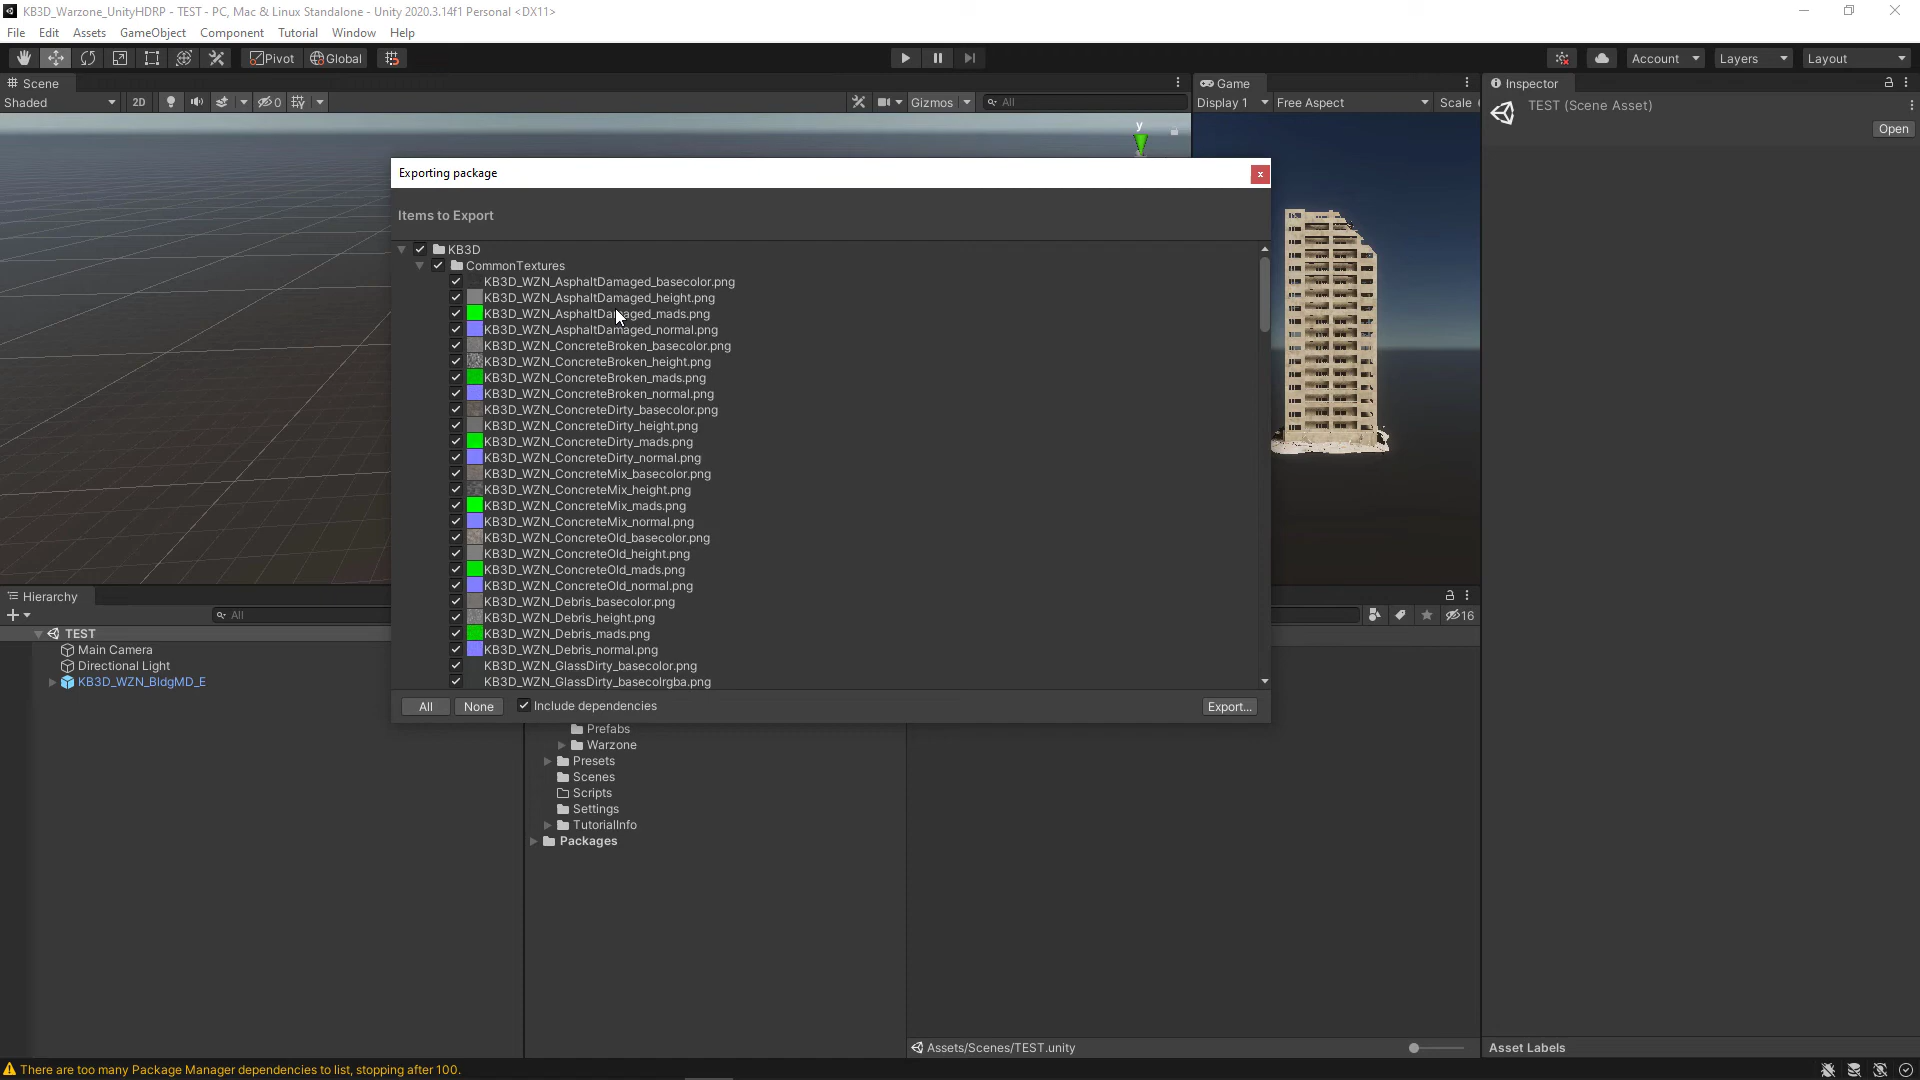 KB3D_Warzone_UnityHDRP - TEST - PC, Mac & Linux Standalone - Unity 2020.3.14f1 Personal <DX11>
File Edit Assets GameObject Component Tutorial Window Help
Pivot Global Account Layers Layout
Scene Game Inspector
Shaded 2D 0 Gizmos All Display 1 Free Aspect Scale
TEST (Scene Asset)
Open
y
Exporting package
x
Items to Export
KB3D
CommonTextures
KB3D_WZN_AsphaltDamaged_basecolor.png
KB3D_WZN_AsphaltDamaged_height.png
KB3D_WZN_AsphaltDamaged_mads.png
KB3D_WZN_AsphaltDamaged_normal.png
KB3D_WZN_ConcreteBroken_basecolor.png
KB3D_WZN_ConcreteBroken_height.png
KB3D_WZN_ConcreteBroken_mads.png
KB3D_WZN_ConcreteBroken_normal.png
KB3D_WZN_ConcreteDirty_basecolor.png
KB3D_WZN_ConcreteDirty_height.png
KB3D_WZN_ConcreteDirty_mads.png
KB3D_WZN_ConcreteDirty_normal.png
KB3D_WZN_ConcreteMix_basecolor.png
KB3D_WZN_ConcreteMix_height.png
KB3D_WZN_ConcreteMix_mads.png
KB3D_WZN_ConcreteMix_normal.png
KB3D_WZN_ConcreteOld_basecolor.png
KB3D_WZN_ConcreteOld_height.png
KB3D_WZN_ConcreteOld_mads.png
KB3D_WZN_ConcreteOld_normal.png
KB3D_WZN_Debris_basecolor.png
KB3D_WZN_Debris_height.png
KB3D_WZN_Debris_mads.png
KB3D_WZN_Debris_normal.png
KB3D_WZN_GlassDirty_basecolor.png
KB3D_WZN_GlassDirty_basecolrgba.png
All None Include dependencies Export...
Hierarchy
All
16
TEST
Main Camera
Directional Light
KB3D_WZN_BldgMD_E
Prefabs
Warzone
Presets
Scenes
Scripts
Settings
TutorialInfo
Packages
Assets/Scenes/TEST.unity
Asset Labels
There are too many Package Manager dependencies to list, stopping after 100.